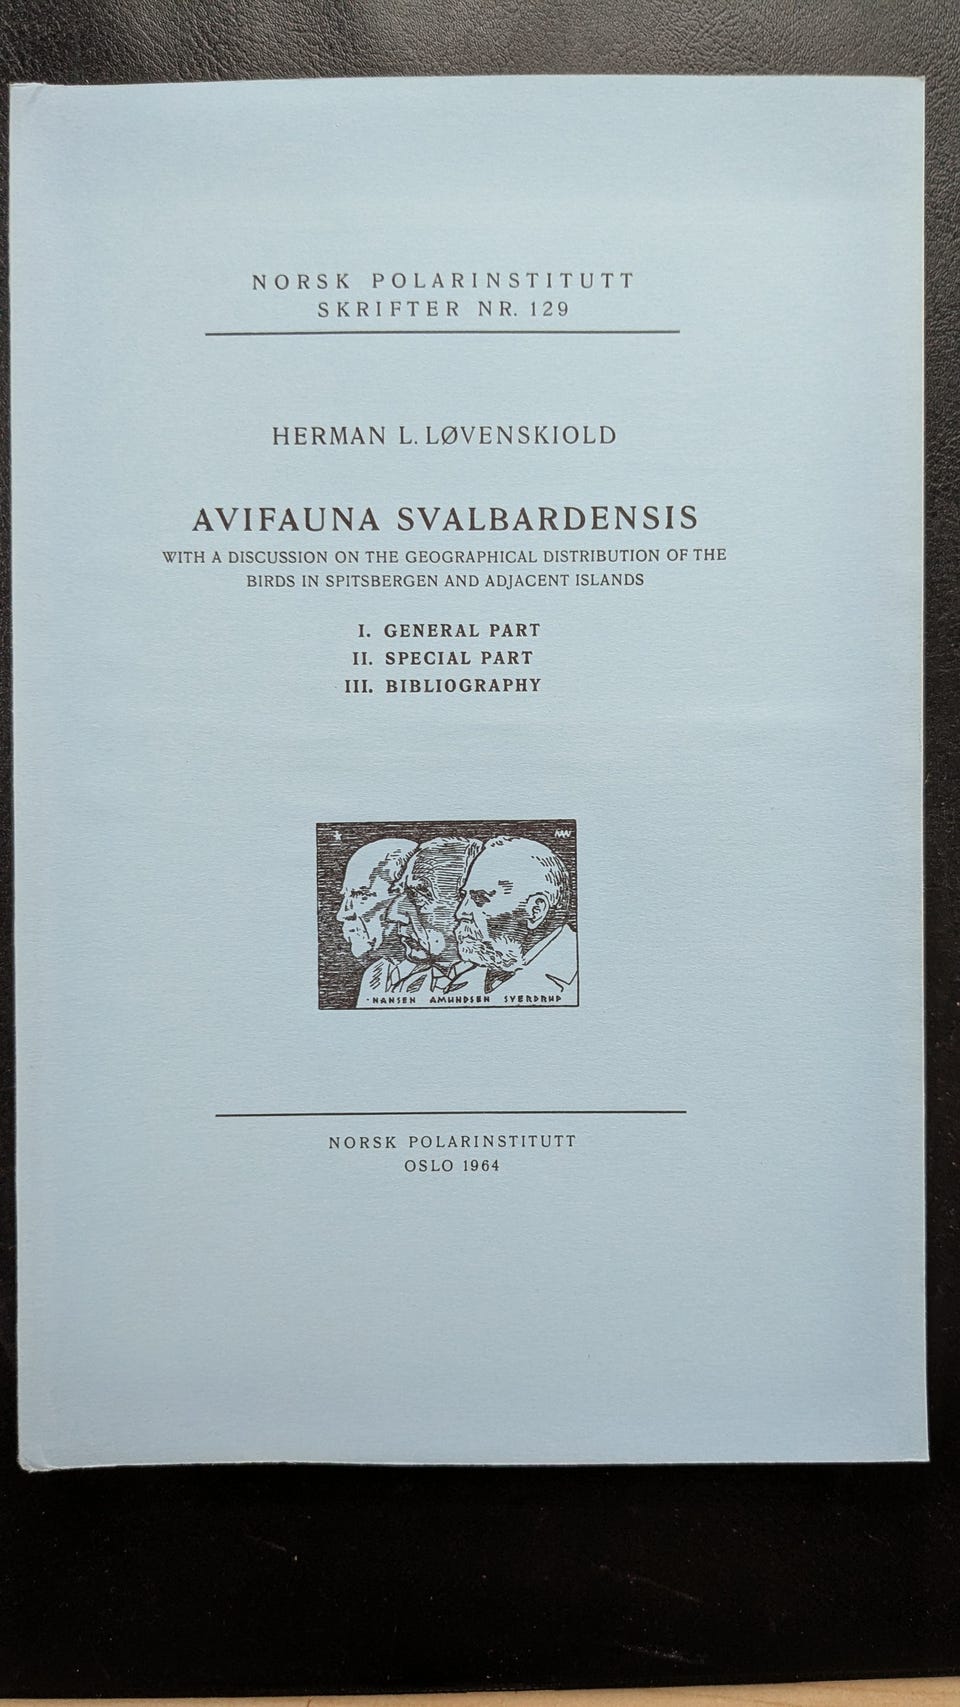 NORSK POLARINSTITUTT
SKRIFTER NR. 129
HERMAN L. LØVENSKIOLD
AVIFAUNA SVALBARDENSIS
WITH A DISCUSSION ON THE GEOGRAPHICAL DISTRIBUTION OF THE
BIRDS IN SPITSBERGEN AND ADJACENT ISLANDS
I. GENERAL PART
II. SPECIAL PART
III. BIBLIOGRAPHY
NANSEN AMUNDSEN SVERDRUP
NORSK POLARINSTITUTT
OSLO 1964